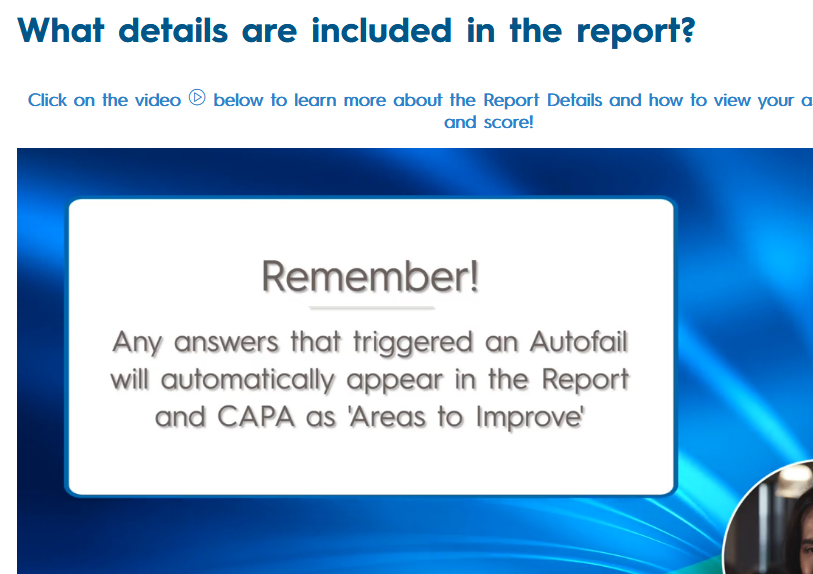 What details are included in the report?
Click on the video below to learn more about the Report Details and how to view your a
and score!
Remember!
Any answers that triggered an Autofail
will automatically appear in the Report
and CAPA as 'Areas to Improve'